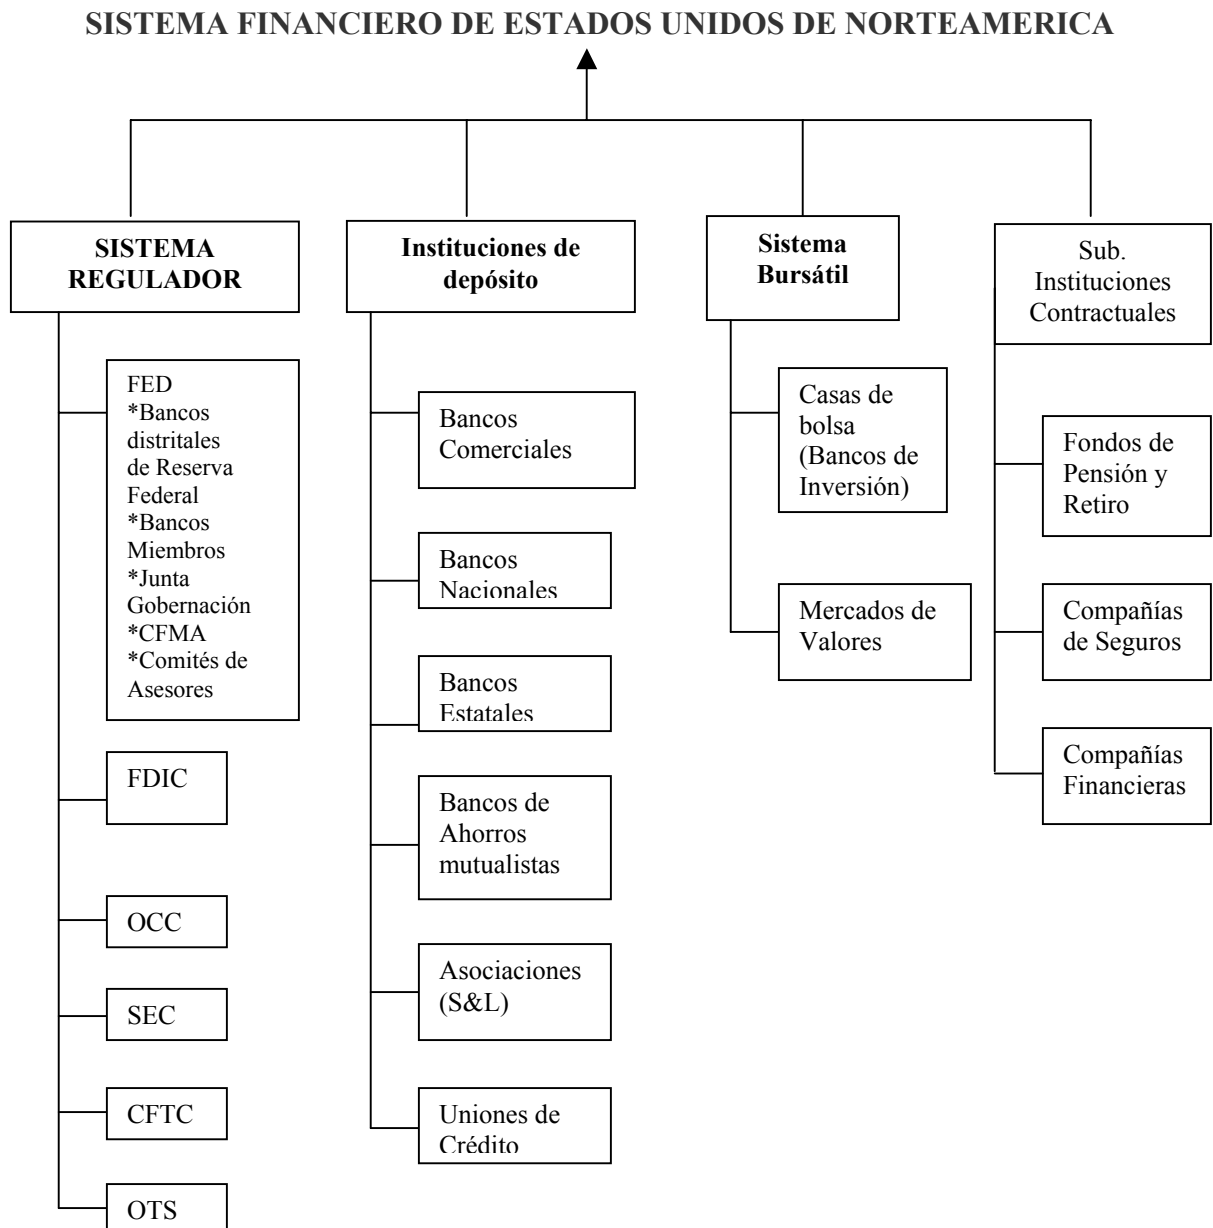 SISTEMA FINANCIERO DE ESTADOS UNIDOS DE NORTEAMERICA
SISTEMA
REGULADOR
FED
*Bancos
distritales
de Reserva
Federal
*Bancos
Miembros
*Junta
Gobernación
*CFMA
*Comités de
Asesores
FDIC
OCC
SEC
CFTC
OTS
Instituciones de
depósito
Bancos
Comerciales
Bancos
Nacionales
Bancos
Estatales
Bancos de
Ahorros
mutualistas
Asociaciones
(S&L)
Uniones de
Crédito
Sistema
Bursátil
Casas de
bolsa
(Bancos de
Inversión)
Mercados de
Valores
Sub.
Instituciones
Contractuales
Fondos de
Pensión y
Retiro
Compañías
de Seguros
Compañías
Financieras